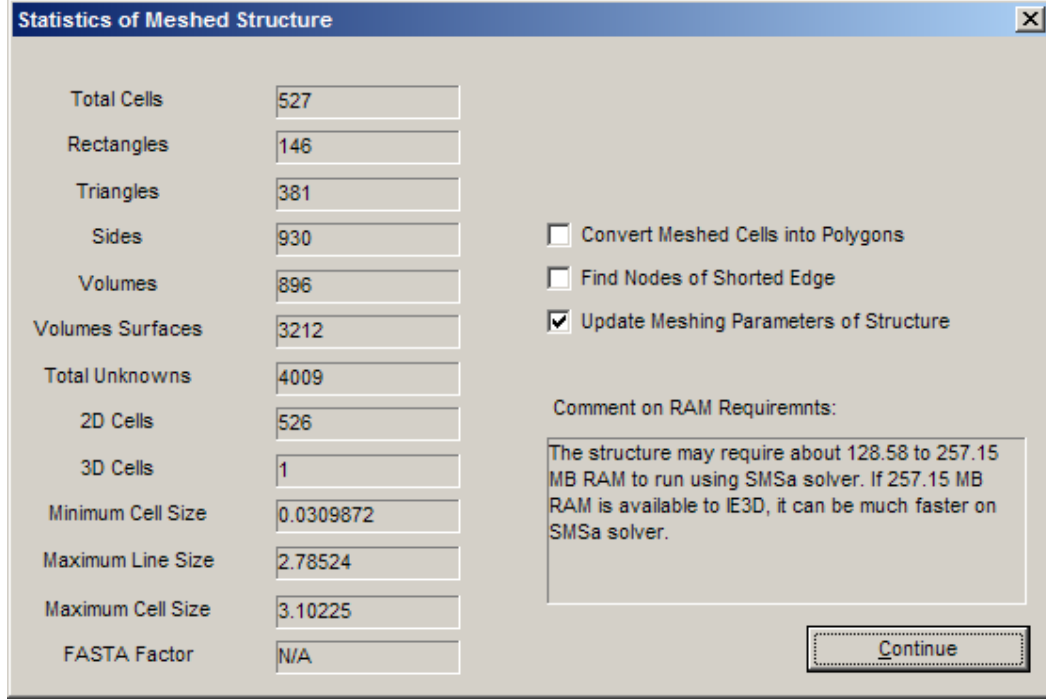 Statistics of Meshed Structure
Total Cells 527
Rectangles 146
Triangles 381
Sides 930
Volumes 896
Volumes Surfaces 3212
Total Unknowns 4009
2D Cells 526
3D Cells 1
Minimum Cell Size 0.0309872
Maximum Line Size 2.78524
Maximum Cell Size 3.10225
FASTA Factor N/A
Convert Meshed Cells into Polygons
Find Nodes of Shorted Edge
Update Meshing Parameters of Structure
Comment on RAM Requiremnts:
The structure may require about 128.58 to 257.15
MB RAM to run using SMSa solver. If 257.15 MB
RAM is available to IE3D, it can be much faster on
SMSa solver.
Continue